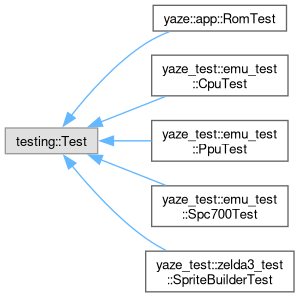 yaze::app::RomTest
yaze_test::emu_test
::CpuTest
testing::Test
yaze_test::emu_test
::PpuTest
yaze_test::emu_test
::Spc700Test
yaze_test::zelda3_test
::SpriteBuilderTest